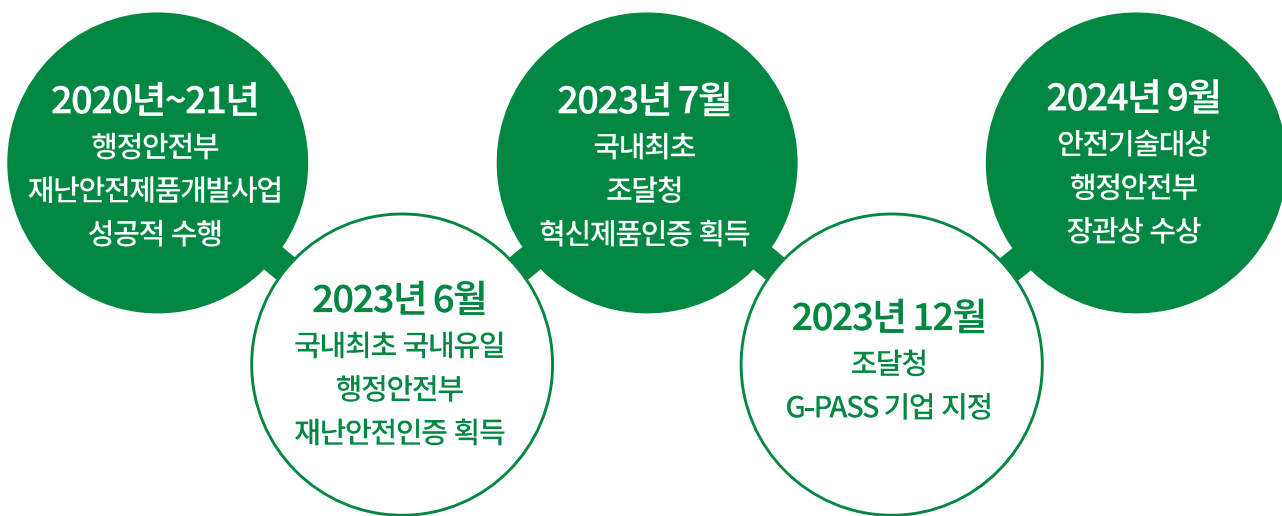 2020년~21년
행정안전부
재난안전제품개발사업
성공적 수행
2023년 6월
국내최초 국내유일
행정안전부
재난안전인증 획득
2023년 7월
국내최초
조달청
혁신제품인증 획득
2023년 12월
조달청
G-PASS 기업 지정
2024년 9월
안전기술대상
행정안전부
장관상 수상